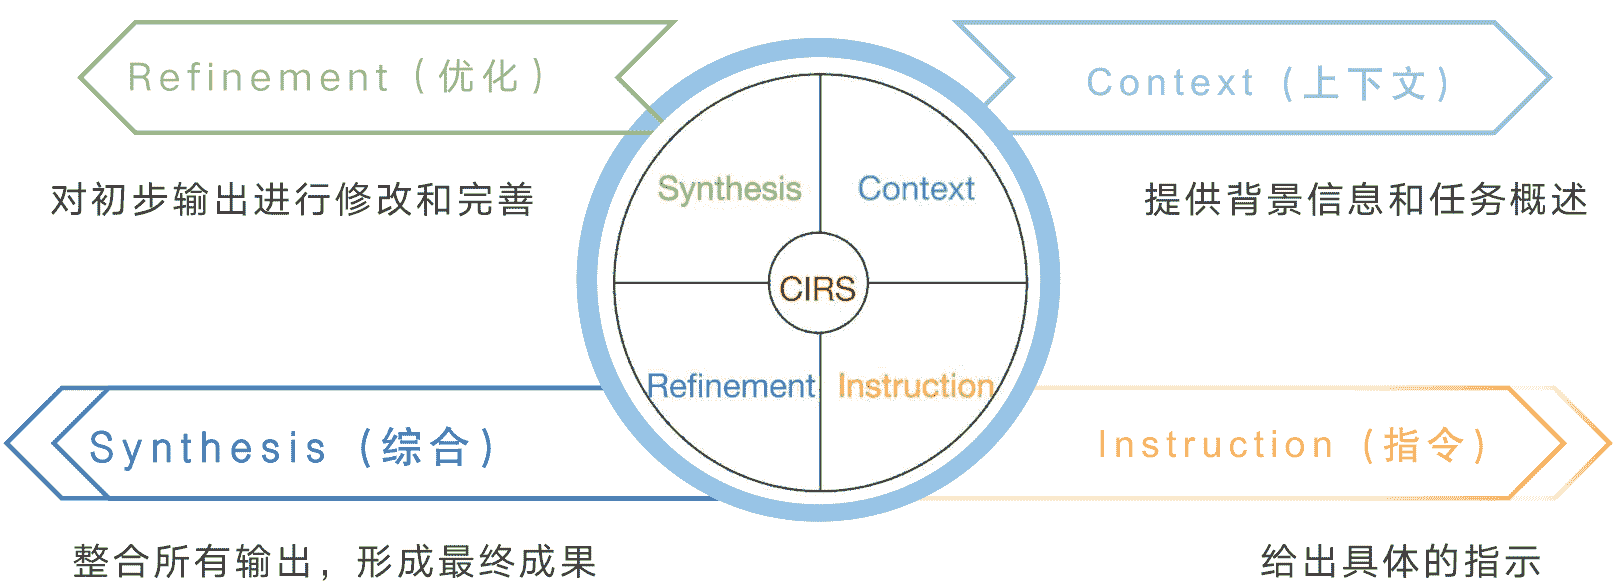 Refinement（优化）
对初步输出进行修改和完善
Context（上下文）
提供背景信息和任务概述
Synthesis
Context
CIRS
Refinement
Instruction
Synthesis（综合）
整合所有输出，形成最终成果
Instruction（指令）
给出具体的指示